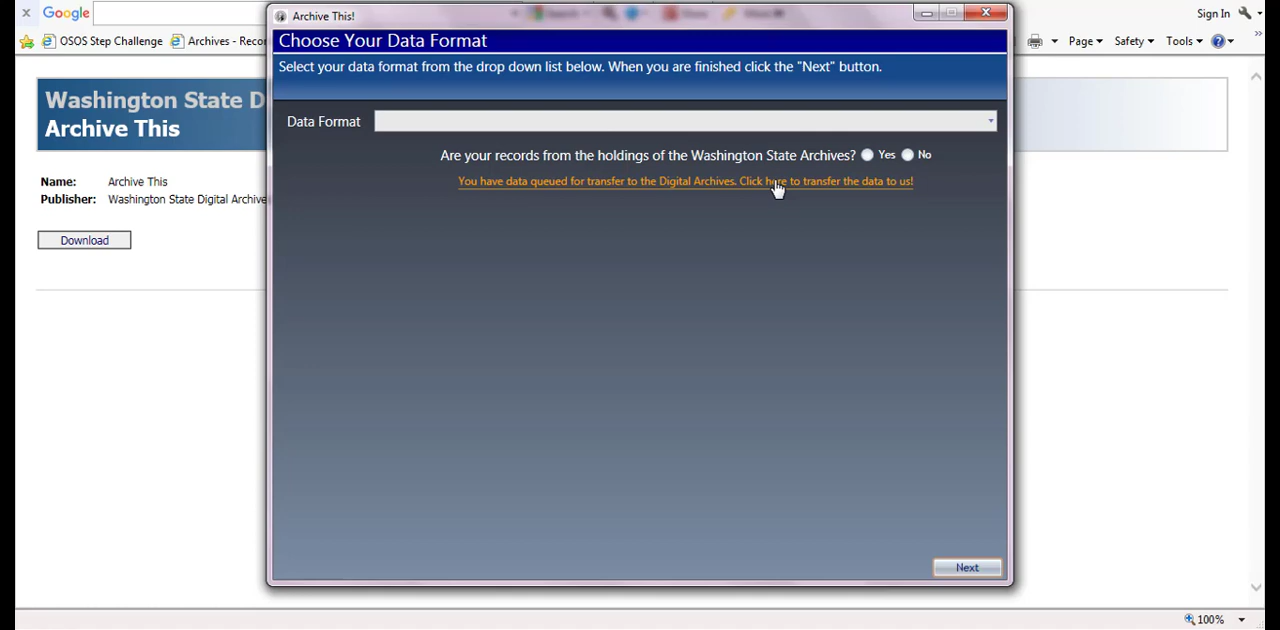 Archive This!
Google
Sign In
OSOS Step Challenge
Archives - Recor
Page
Safety
Tools
Choose Your Data Format
Select your data format from the drop down list below. When you are finished click the "Next" button.
Washington State D
Archive This
Data Format
Are your records from the holdings of the Washington State Archives? Yes No
You have data queued for transfer to the Digital Archives. Click here to transfer the data to us!
Name: Archive This
Publisher: Washington State Digital Archive
Download
Next
100%